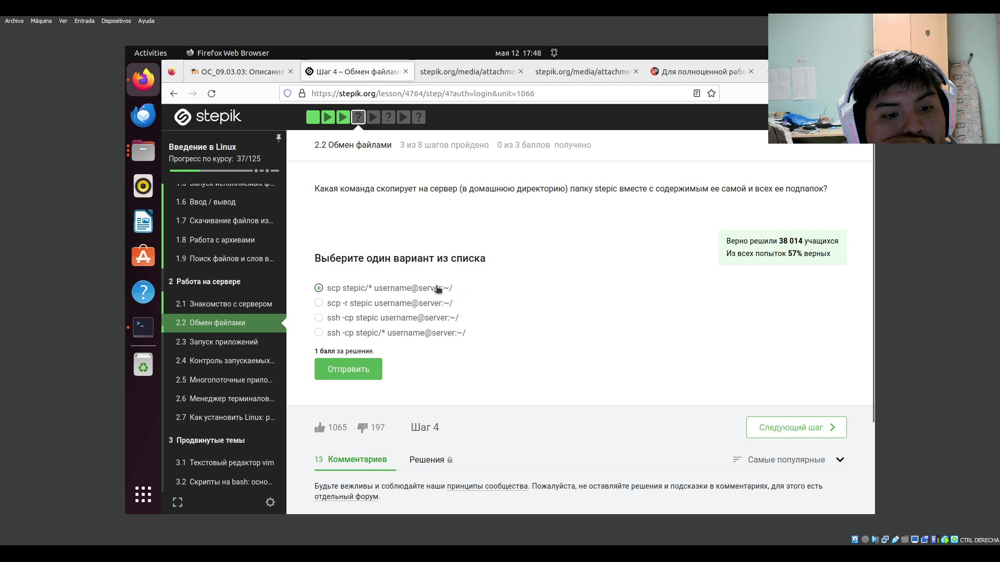 Archivo Máquina Ver Entrada Dispositivos Ayuda
Activities Firefox Web Browser мая 12 17:48
ОС_09.03.03: Описание Шаг 4 – Обмен файлам stepik.org/media/attachme stepik.org/media/attachme Для полноценной рабо
https://stepik.org/lesson/4764/step/4?auth=login&unit=1066
stepik
Введение в Linux
Прогресс по курсу: 37/125
1.5 Запуск исполняемых ф...
1.6 Ввод / вывод
1.7 Скачивание файлов из...
1.8 Работа с архивами
1.9 Поиск файлов и слов в...
2 Работа на сервере
2.1 Знакомство с сервером
2.2 Обмен файлами
2.3 Запуск приложений
2.4 Контроль запускаемых...
2.5 Многопоточные прило...
2.6 Менеджер терминалов...
2.7 Как установить Linux: р...
3 Продвинутые темы
3.1 Текстовый редактор vim
3.2 Скрипты на bash: осно...
2.2 Обмен файлами 3 из 8 шагов пройдено 0 из 3 баллов получено
Какая команда скопирует на сервер (в домашнюю директорию) папку stepic вместе с содержимым ее самой и всех ее подпапок?
Верно решили 38 014 учащихся
Из всех попыток 57% верных
Выберите один вариант из списка
scp stepic/* username@server:~/
scp -r stepic username@server:~/
ssh -cp stepic username@server:~/
ssh -cp stepic/* username@server:~/
1 балл за решение.
Отправить
1065 197 Шаг 4 Следующий шаг
13 Комментариев Решения Самые популярные
Будьте вежливы и соблюдайте наши принципы сообщества. Пожалуйста, не оставляйте решения и подсказки в комментариях, для этого есть
отдельный форум.
CTRL DERECHA